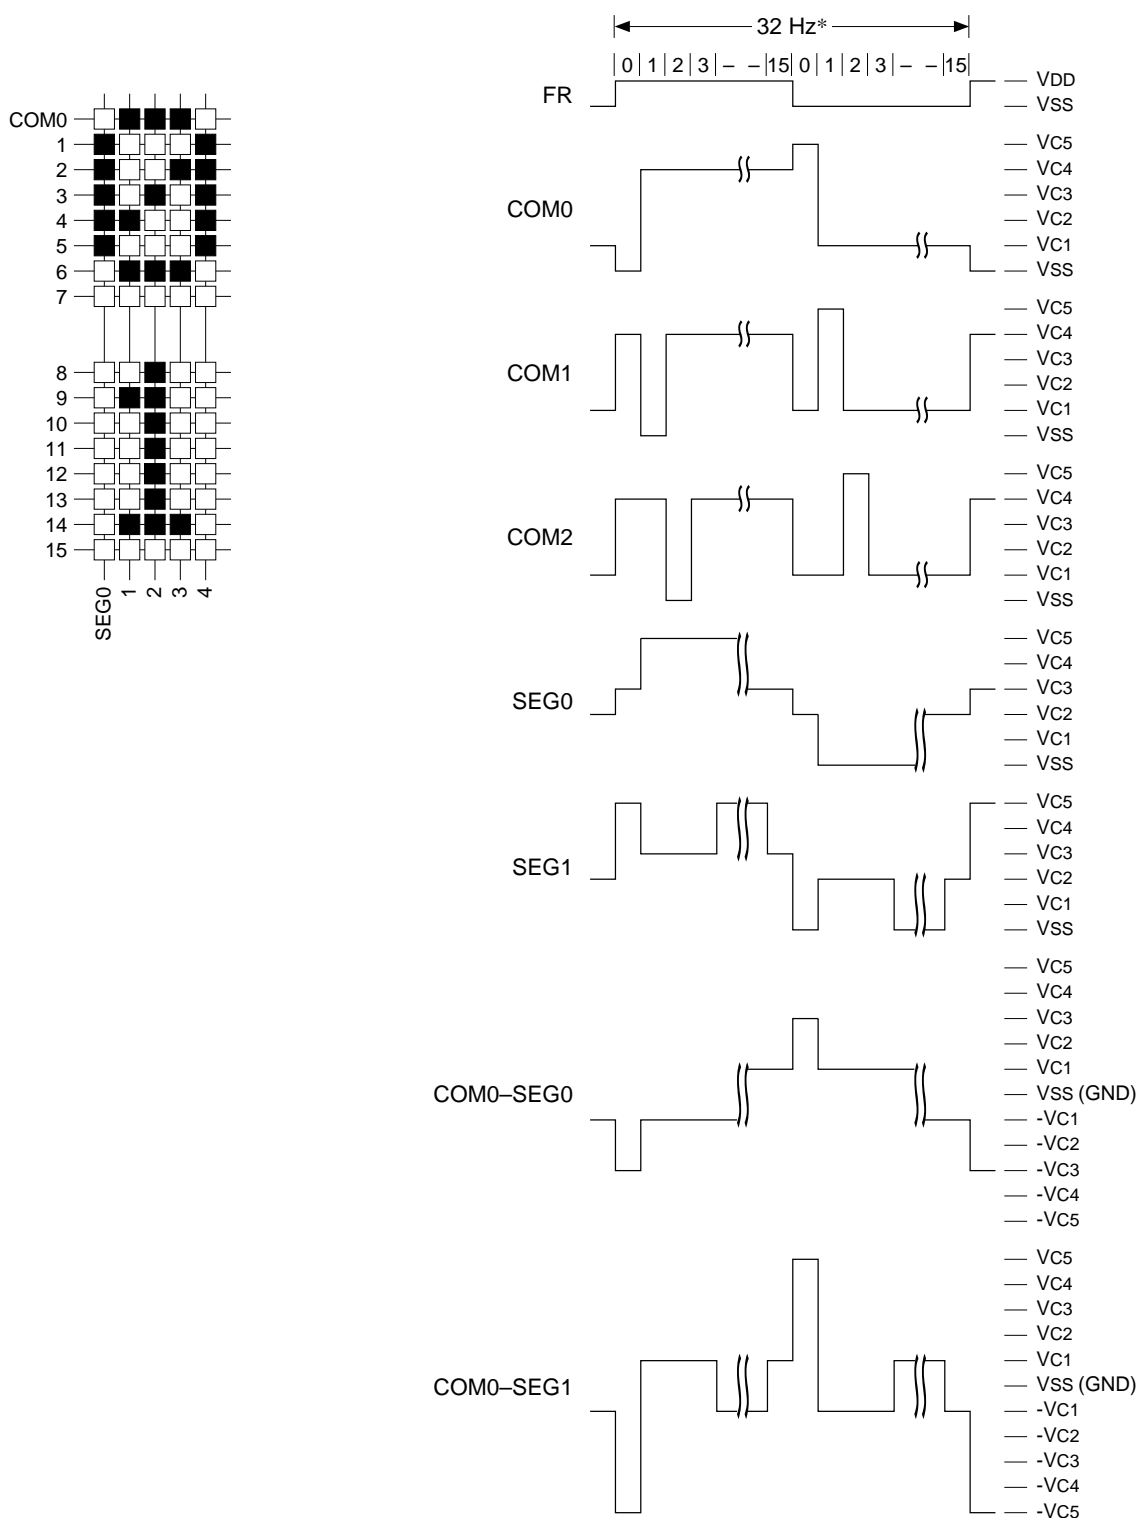 32 Hz*
0 1 2 3 – – 15 0 1 2 3 – – 15
FR
VDD
VSS
COM0
1
2
3
4
5
6
7
8
9
10
11
12
13
14
15
SEG0
1
2
3
4
COM0
VC5
VC4
VC3
VC2
VC1
VSS
COM1
VC5
VC4
VC3
VC2
VC1
VSS
COM2
VC5
VC4
VC3
VC2
VC1
VSS
SEG0
VC5
VC4
VC3
VC2
VC1
VSS
SEG1
VC5
VC4
VC3
VC2
VC1
VSS
COM0–SEG0
VC5
VC4
VC3
VC2
VC1
VSS (GND)
-VC1
-VC2
-VC3
-VC4
-VC5
COM0–SEG1
VC5
VC4
VC3
VC2
VC1
VSS (GND)
-VC1
-VC2
-VC3
-VC4
-VC5